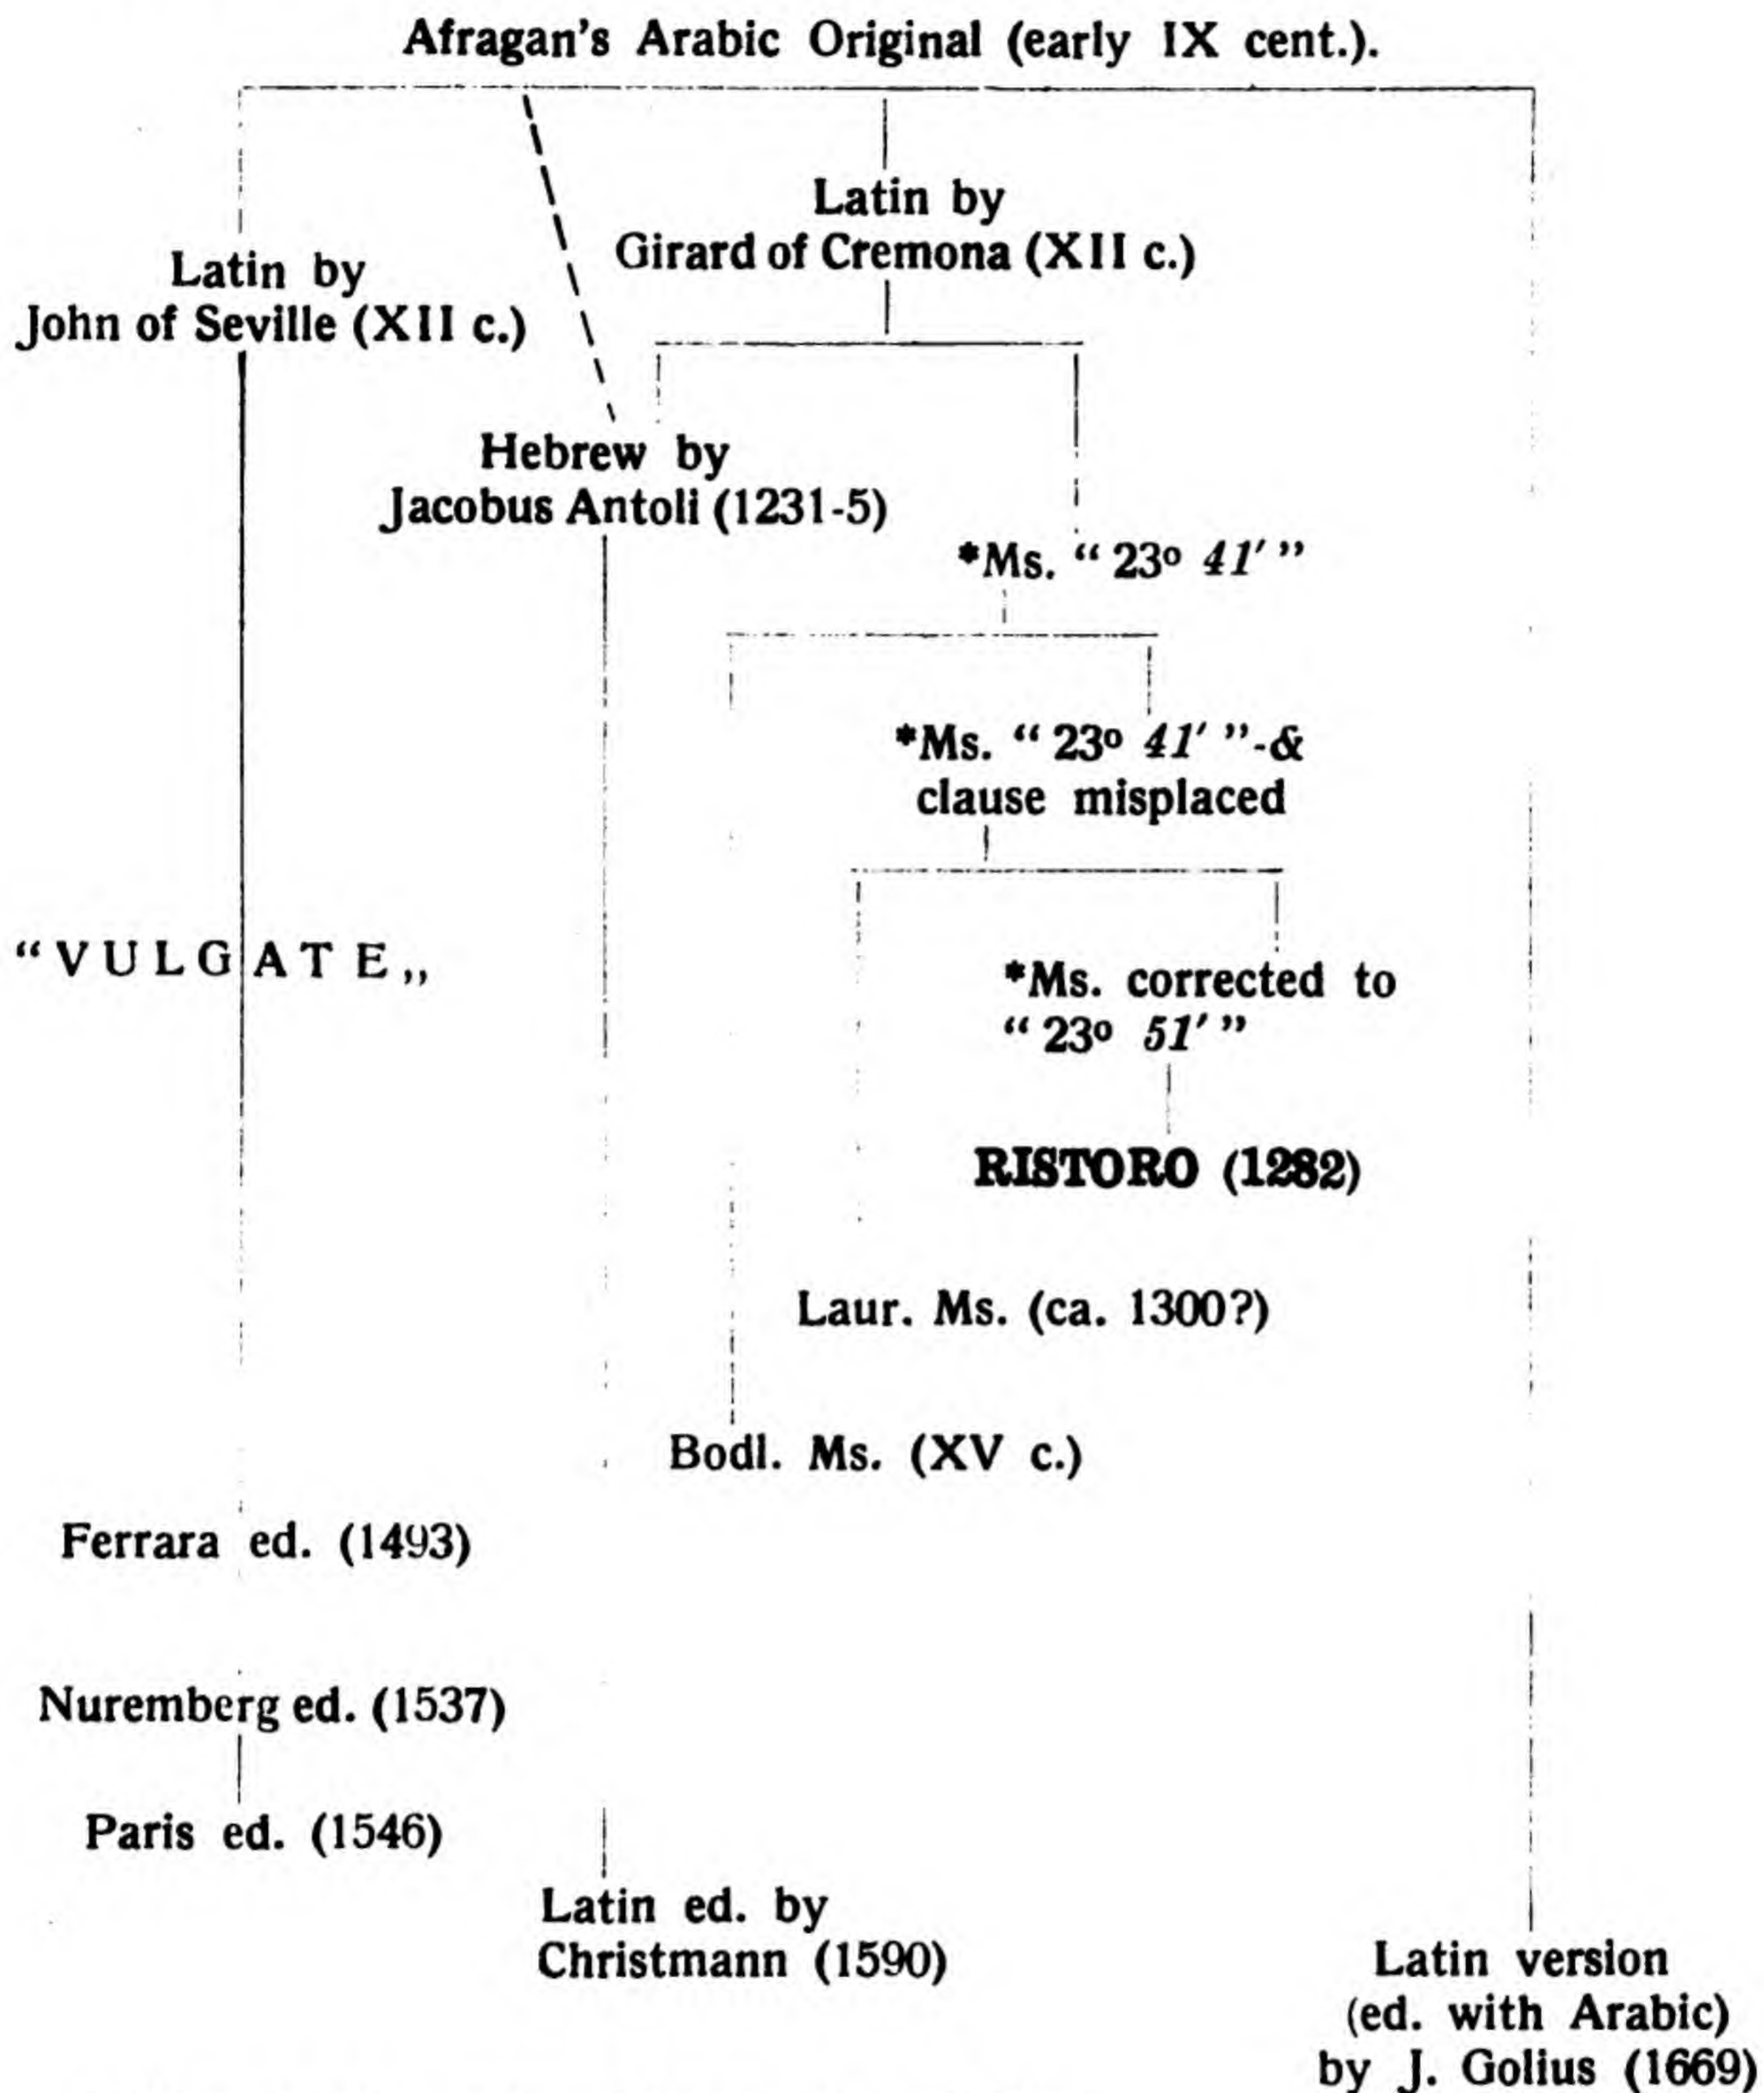 Afragan's Arabic Original (early IX cent.).
Latin by
Girard of Cremona (XII c.)
Latin by
John of Seville (XII c.)
Hebrew by
Jacobus Antoli (1231-5)
*Ms. “ 23º 41′ ”
*Ms. “ 23º 41′ ”-&
clause misplaced
“VULGATE„
*Ms. corrected to
“ 23º 51′ ”
RISTORO (1282)
Laur. Ms. (ca. 1300?)
Bodl. Ms. (XV c.)
Ferrara ed. (1493)
Nuremberg ed. (1537)
Paris ed. (1546)
Latin ed. by
Christmann (1590)
Latin version
(ed. with Arabic)
by J. Golius (1669)